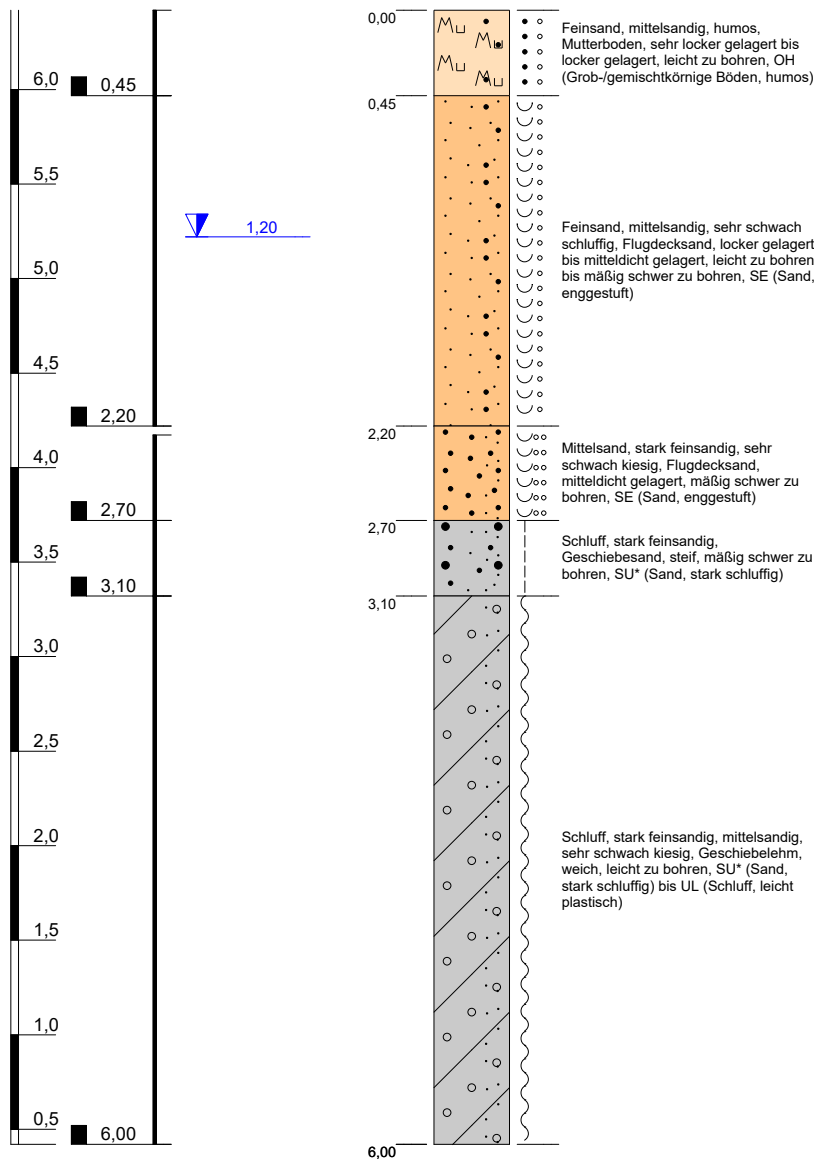 0,00
Feinsand, mittelsandig, humos,
Mutterboden, sehr locker gelagert bis
locker gelagert, leicht zu bohren, OH
(Grob-/gemischtkörnige Böden, humos)
6,0
0,45
0,45
5,5
1,20
Feinsand, mittelsandig, sehr schwach
schluffig, Flugdecksand, locker gelagert
bis mitteldicht gelagert, leicht zu bohren
bis mäßig schwer zu bohren, SE (Sand,
enggestuft)
5,0
4,5
2,20
2,20
4,0
Mittelsand, stark feinsandig, sehr
schwach kiesig, Flugdecksand,
mitteldicht gelagert, mäßig schwer zu
bohren, SE (Sand, enggestuft)
2,70
2,70
3,5
Schluff, stark feinsandig,
Geschiebesand, steif, mäßig schwer zu
bohren, SU* (Sand, stark schluffig)
3,10
3,10
3,0
2,5
2,0
Schluff, stark feinsandig, mittelsandig,
sehr schwach kiesig, Geschiebelehm,
weich, leicht zu bohren, SU* (Sand,
stark schluffig) bis UL (Schluff, leicht
plastisch)
1,5
1,0
0,5
6,00
6,00